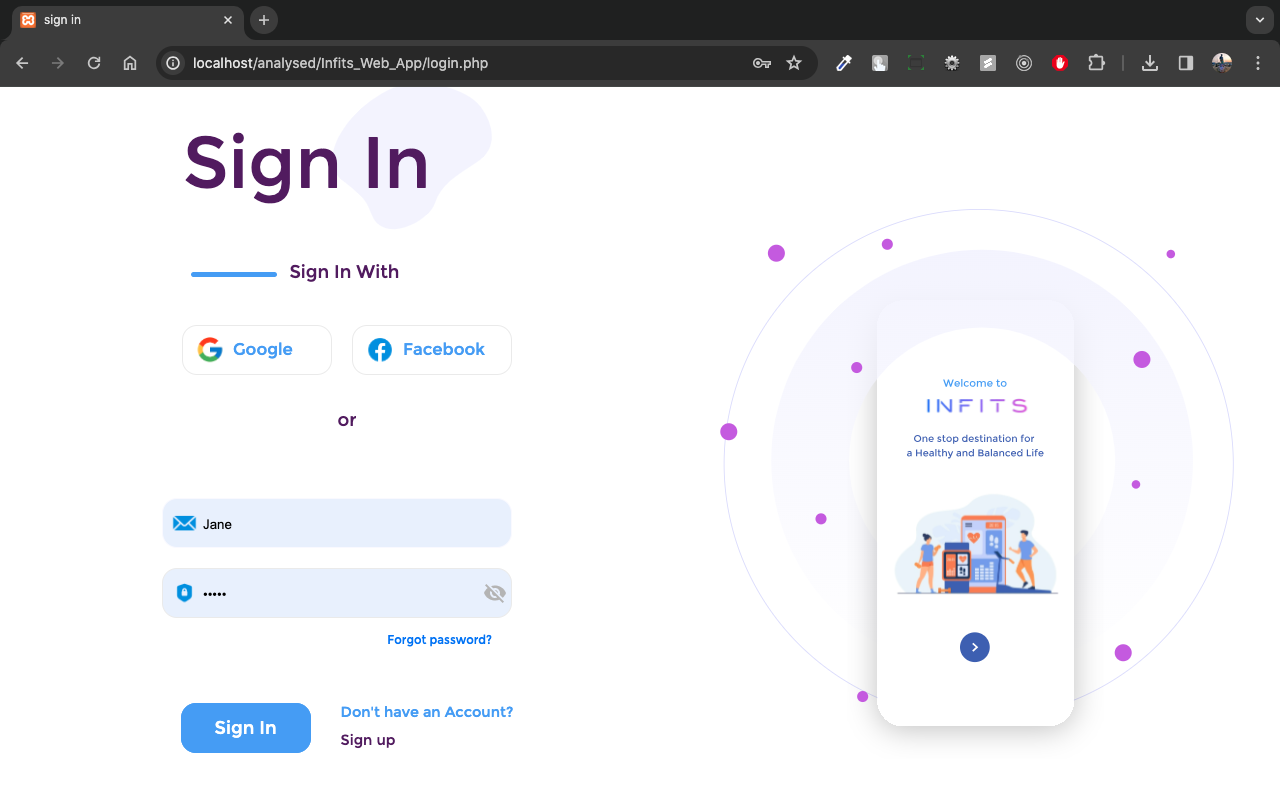 sign in
localhost/analysed/Infits_Web_App/login.php
Sign In
Sign In With
Google
Facebook
or
Jane
•••••
Forgot password?
Sign In
Don't have an Account?
Sign up
Welcome to
INFITS
One stop destination for
a Healthy and Balanced Life